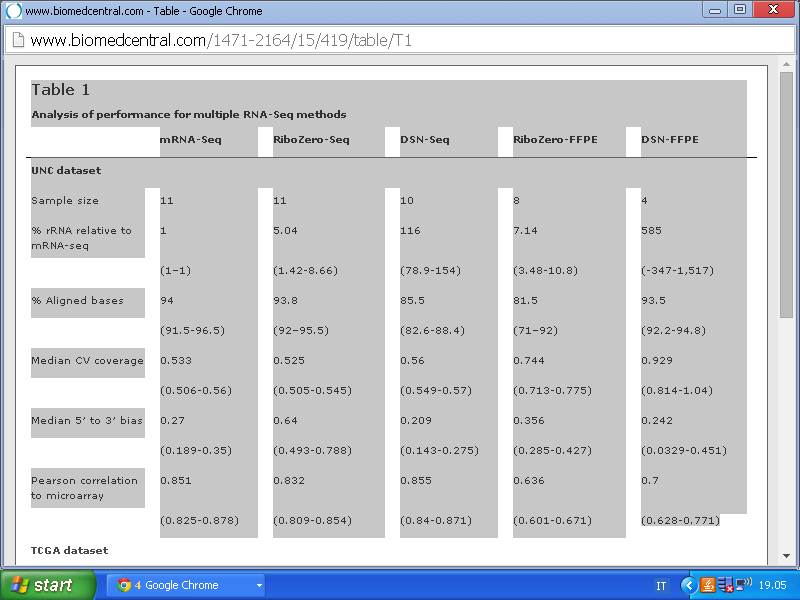 www.biomedcentral.com - Table - Google Chrome
www.biomedcentral.com/1471-2164/15/419/table/T1
Table 1
Analysis of performance for multiple RNA-Seq methods
mRNA-Seq RiboZero-Seq DSN-Seq RiboZero-FFPE DSN-FFPE
UNC dataset
Sample size 11 11 10 8 4
% rRNA relative to 1 5.04 116 7.14 585
mRNA-seq
(1–1) (1.42-8.66) (78.9-154) (3.48-10.8) (-347-1,517)
% Aligned bases 94 93.8 85.5 81.5 93.5
(91.5-96.5) (92–95.5) (82.6-88.4) (71–92) (92.2-94.8)
Median CV coverage 0.533 0.525 0.56 0.744 0.929
(0.506-0.56) (0.505-0.545) (0.549-0.57) (0.713-0.775) (0.814-1.04)
Median 5’ to 3’ bias 0.27 0.64 0.209 0.356 0.242
(0.189-0.35) (0.493-0.788) (0.143-0.275) (0.285-0.427) (0.0329-0.451)
Pearson correlation 0.851 0.832 0.855 0.636 0.7
to microarray
(0.825-0.878) (0.809-0.854) (0.84-0.871) (0.601-0.671) (0.628-0.771)
TCGA dataset
start 4 Google Chrome IT 19.05